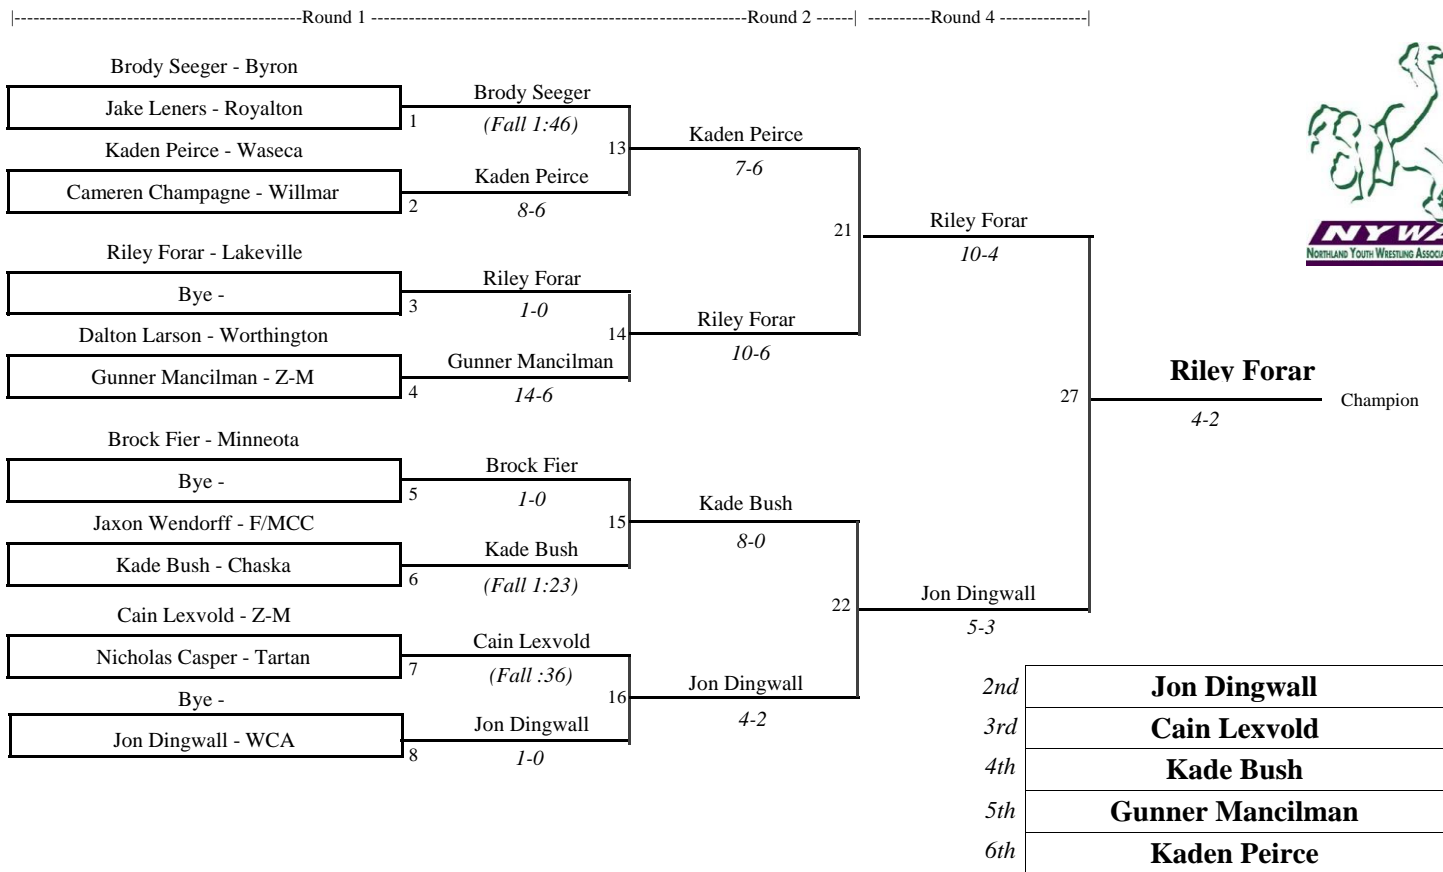 |-----------------------------------------Round 1 -----------------------------------------------------------------Round 2 ------| ----------Round 4 --------------|
Brody Seeger - Byron
Jake Leners - Royalton
1
Kaden Peirce - Waseca
Cameren Champagne - Willmar
2
Riley Forar - Lakeville
Bye -
3
Dalton Larson - Worthington
Gunner Mancilman - Z-M
4
Brock Fier - Minneota
Bye -
5
Jaxon Wendorff - F/MCC
Kade Bush - Chaska
6
Cain Lexvold - Z-M
Nicholas Casper - Tartan
7
Bye -
Jon Dingwall - WCA
8
Brody Seeger
(Fall 1:46)
13
Kaden Peirce
8-6
Riley Forar
1-0
14
Gunner Mancilman
14-6
Brock Fier
1-0
15
Kade Bush
(Fall 1:23)
Cain Lexvold
(Fall :36)
16
Jon Dingwall
1-0
Kaden Peirce
7-6
21
Riley Forar
10-6
Kade Bush
8-0
22
Jon Dingwall
4-2
Riley Forar
10-4
27
Jon Dingwall
5-3
Riley Forar
4-2
Champion
NYWA
NORTHLAND YOUTH WRESTLING ASSOCIA
2nd Jon Dingwall
3rd Cain Lexvold
4th Kade Bush
5th Gunner Mancilman
6th Kaden Peirce